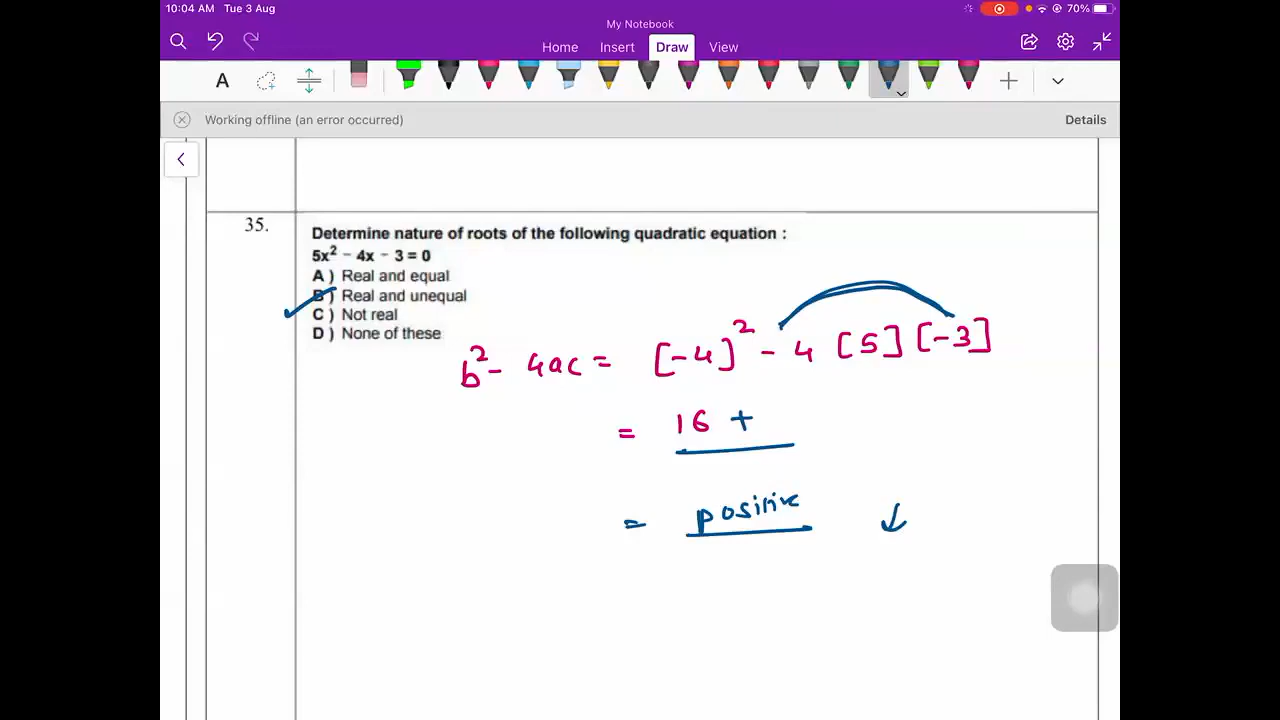 10:04 AM Tue 3 Aug
70%
My Notebook
Home Insert Draw View
A
Working offline (an error occurred) Details
35.
Determine nature of roots of the following quadratic equation :
5x² - 4x - 3 = 0
A ) Real and equal
B ) Real and unequal
C ) Not real
D ) None of these
b² - 4ac = [-4]² - 4 [5] [-3]
= 16 +
= positive